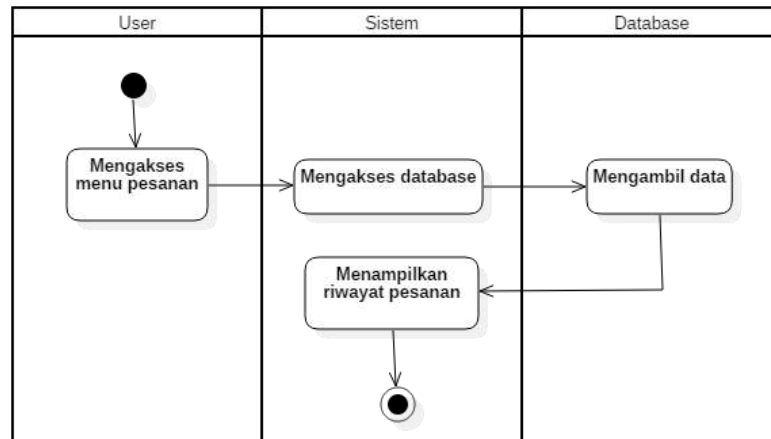 User
Sistem
Database
Mengakses
menu pesanan
Mengakses database
Mengambil data
Menampilkan
riwayat pesanan